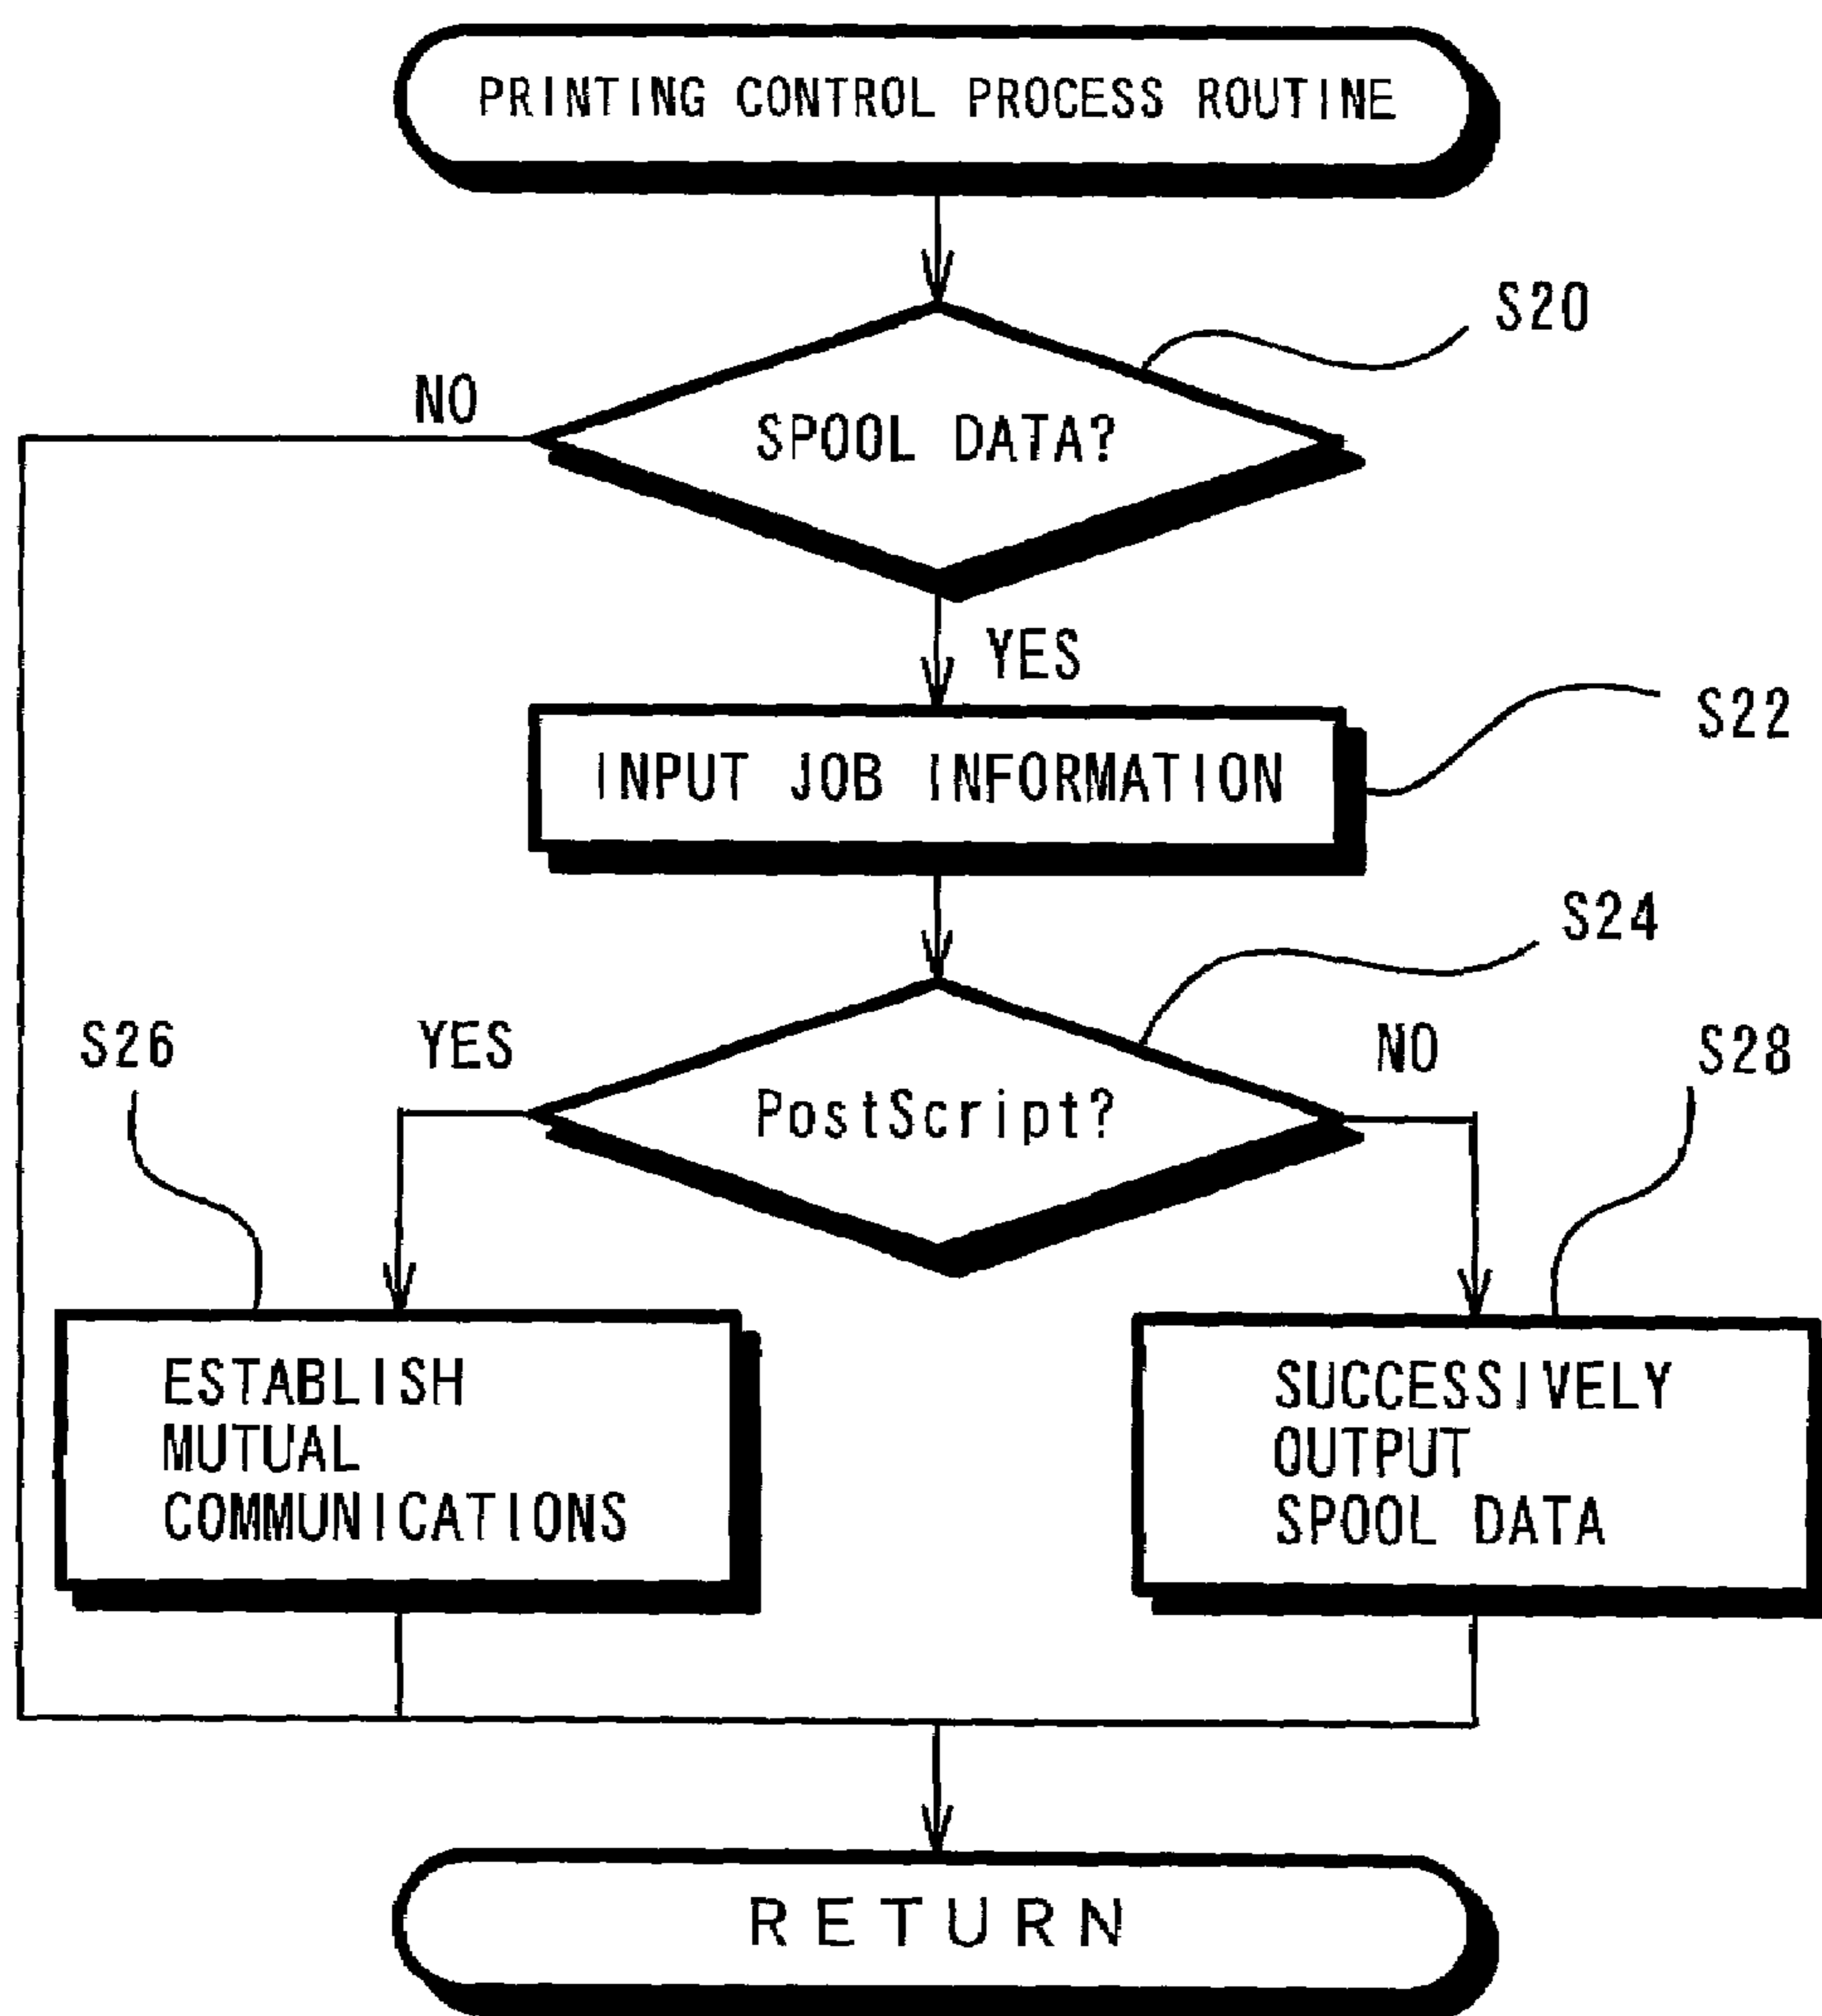 PRINTING CONTROL PROCESS ROUTINE
S20
NO
SPOOL DATA?
YES
S22
INPUT JOB INFORMATION
S24
S26
YES
NO
S28
PostScript?
ESTABLISH
MUTUAL
COMMUNICATIONS
SUCCESSIVELY
OUTPUT
SPOOL DATA
RETURN